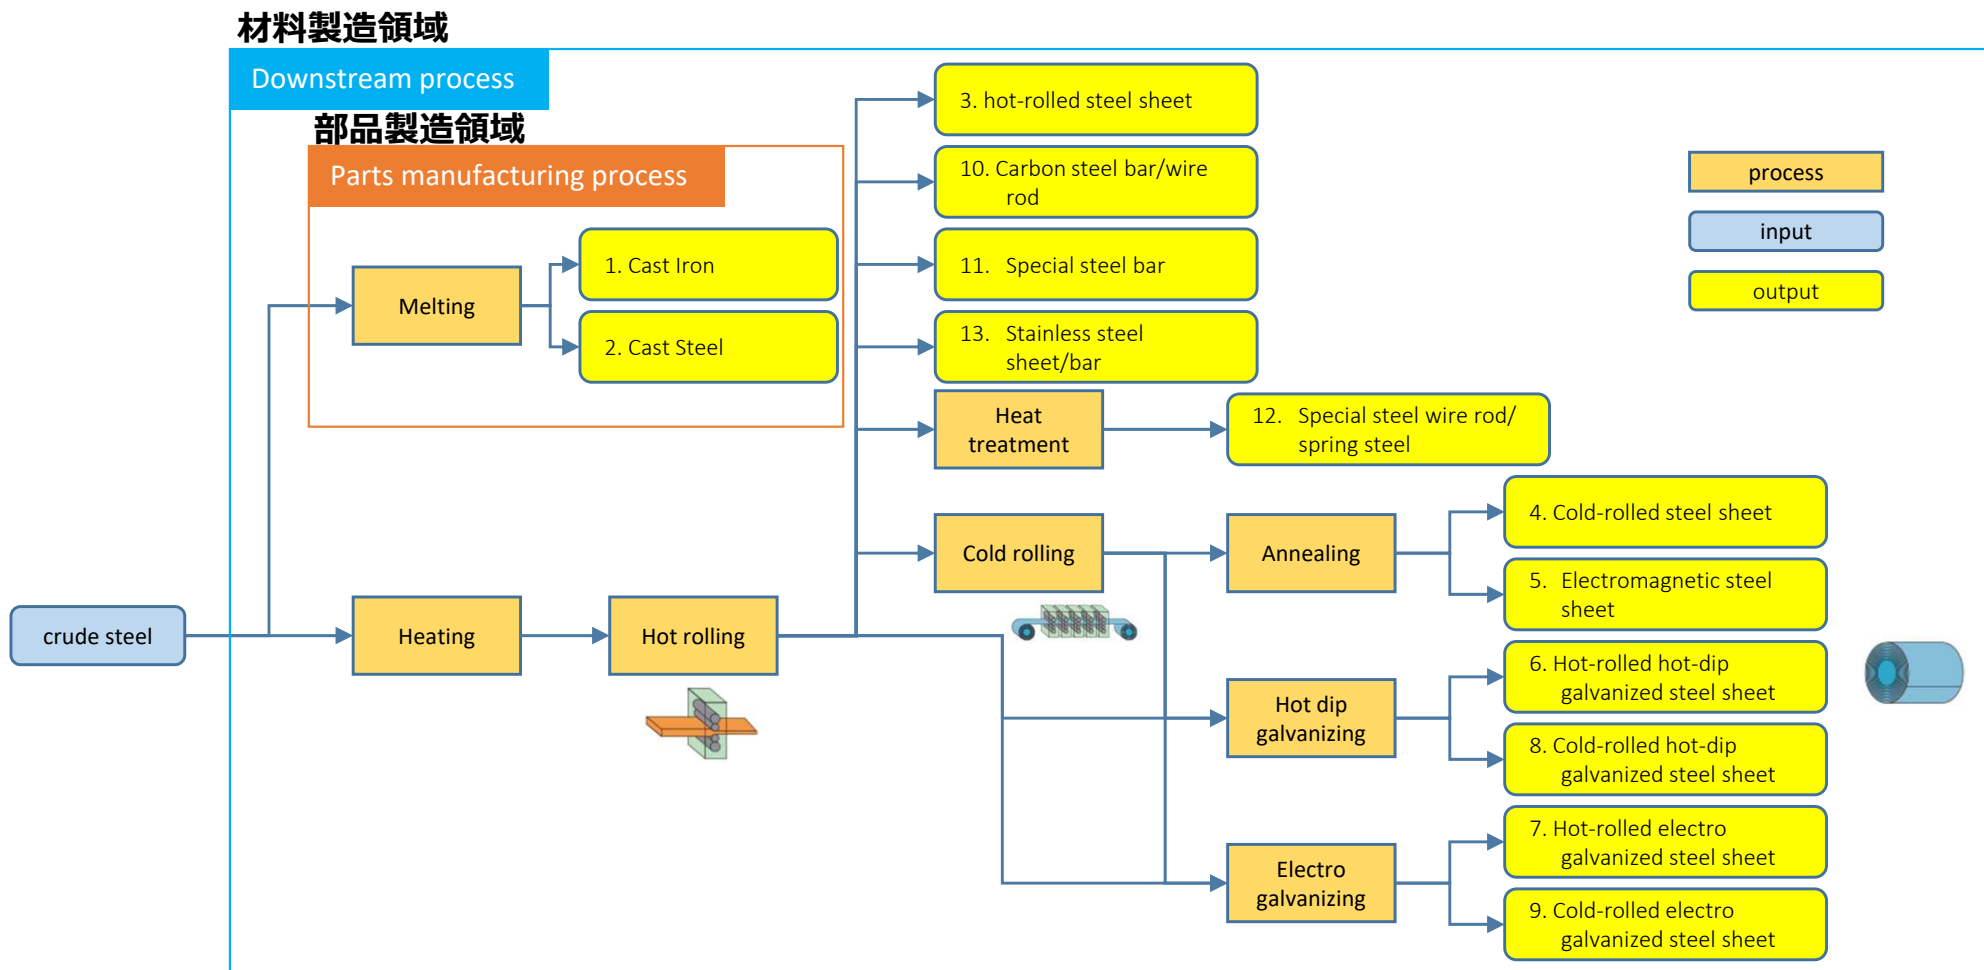 材料製造領域
Downstream process
部品製造領域
Parts manufacturing process
Melting
1. Cast Iron
2. Cast Steel
crude steel
Heating
Hot rolling
3. hot-rolled steel sheet
10. Carbon steel bar/wire
rod
11. Special steel bar
13. Stainless steel
sheet/bar
Heat
treatment
12. Special steel wire rod/
spring steel
Cold rolling
Annealing
4. Cold-rolled steel sheet
5. Electromagnetic steel
sheet
Hot dip
galvanizing
6. Hot-rolled hot-dip
galvanized steel sheet
8. Cold-rolled hot-dip
galvanized steel sheet
Electro
galvanizing
7. Hot-rolled electro
galvanized steel sheet
9. Cold-rolled electro
galvanized steel sheet
process
input
output